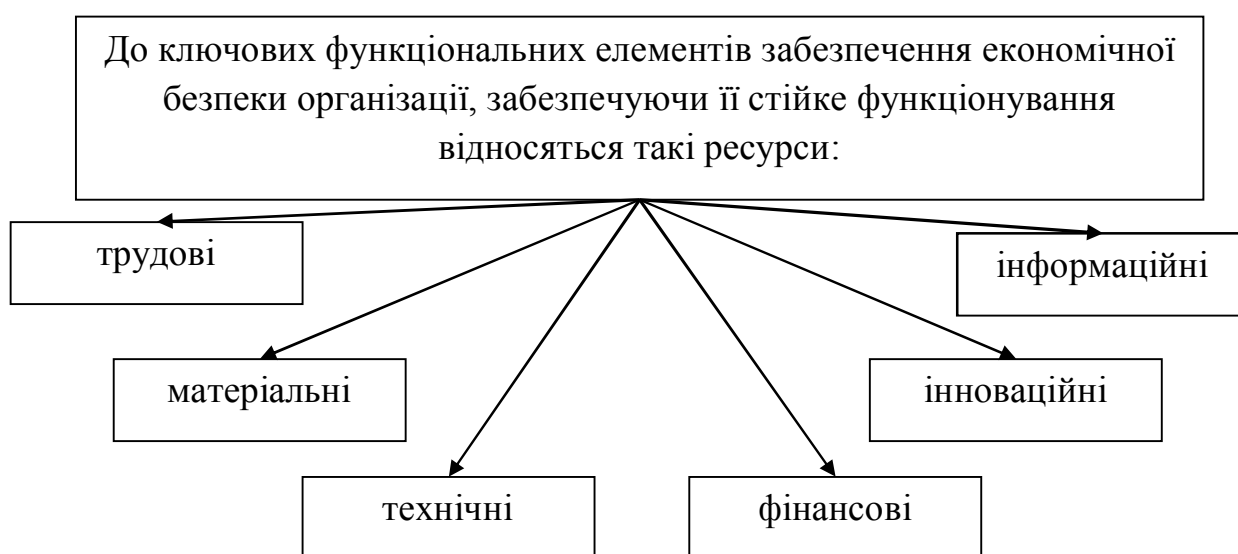 До ключових функціональних елементів забезпечення економічної
безпеки організації, забезпечуючи її стійке функціонування
відносяться такі ресурси:
трудові
інформаційні
матеріальні
інноваційні
технічні
фінансові